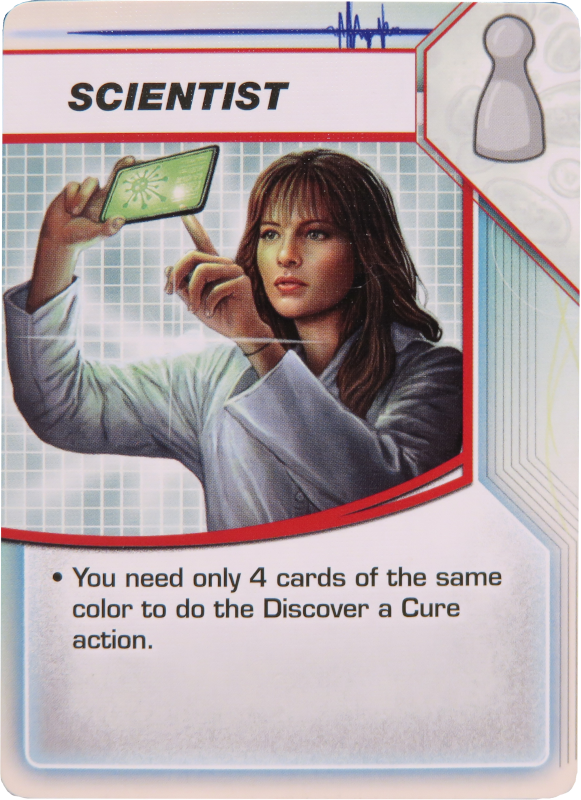 SCIENTIST
• You need only 4 cards of the same
color to do the Discover a Cure
action.